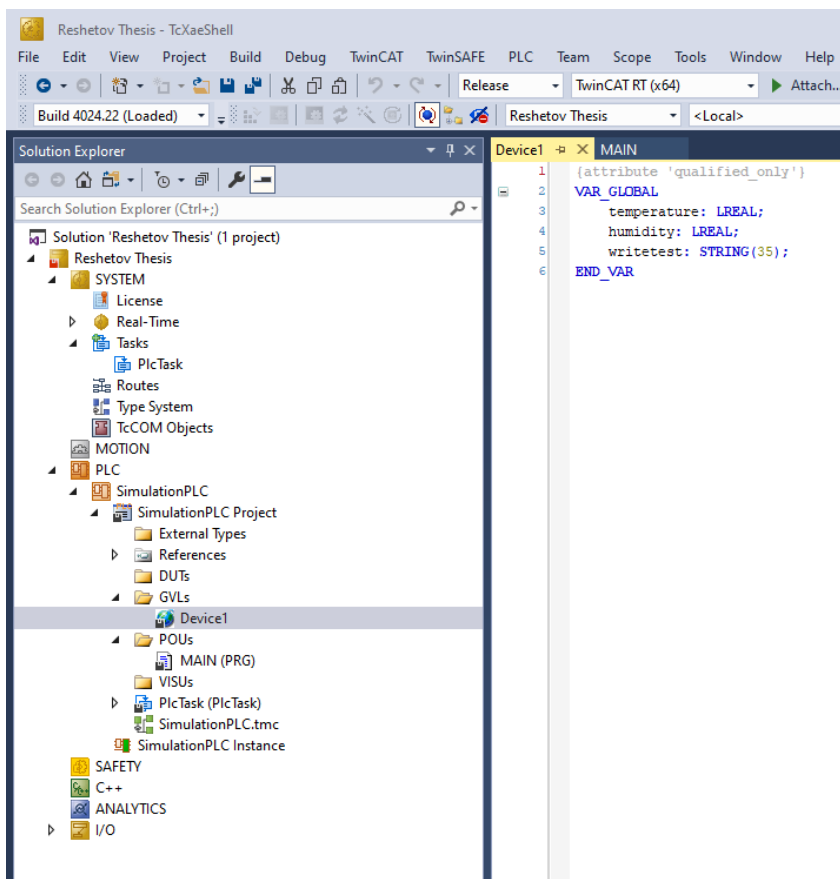 Reshetov Thesis - TcXaeShell
File Edit View Project Build Debug TwinCAT TwinSAFE PLC Team Scope Tools Window Help
Release TwinCAT RT (x64) Attach...
Build 4024.22 (Loaded) Reshetov Thesis <Local>
Solution Explorer
Search Solution Explorer (Ctrl+;)
Solution 'Reshetov Thesis' (1 project)
Reshetov Thesis
SYSTEM
License
Real-Time
Tasks
PlcTask
Routes
Type System
TcCOM Objects
MOTION
PLC
SimulationPLC
SimulationPLC Project
External Types
References
DUTs
GVLs
Device1
POUs
MAIN (PRG)
VISUs
PlcTask (PlcTask)
SimulationPLC.tmc
SimulationPLC Instance
SAFETY
C++
ANALYTICS
I/O
Device1 MAIN
1 {attribute 'qualified_only'}
2 VAR_GLOBAL
3 temperature: LREAL;
4 humidity: LREAL;
5 writetest: STRING(35);
6 END_VAR